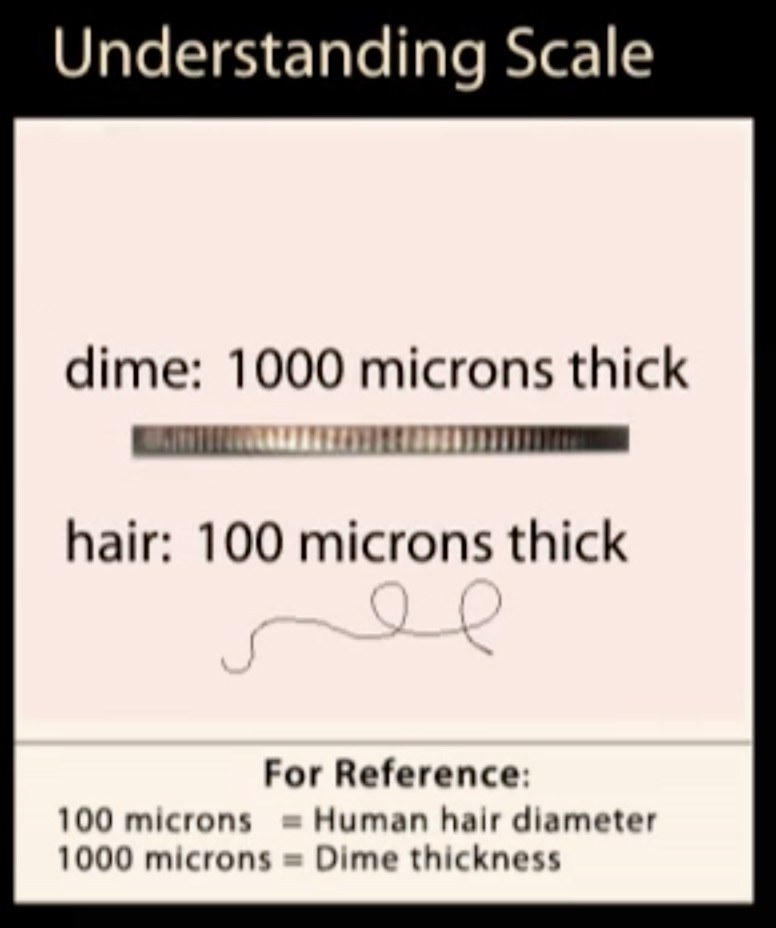 Understanding Scale
dime: 1000 microns thick
hair: 100 microns thick
For Reference:
100 microns = Human hair diameter
1000 microns = Dime thickness